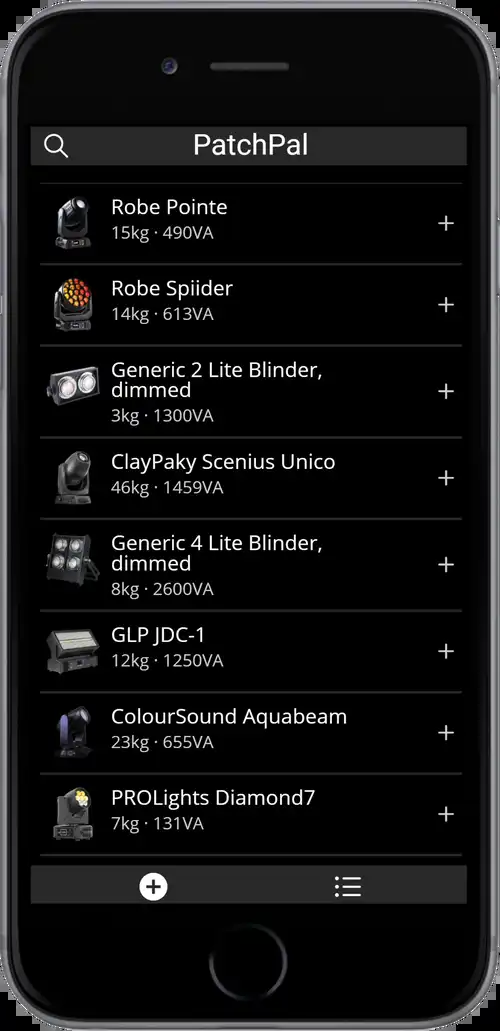 PatchPal
Robe Pointe
15kg · 490VA
Robe Spiider
14kg · 613VA
Generic 2 Lite Blinder,
dimmed
3kg · 1300VA
ClayPaky Scenius Unico
46kg · 1459VA
Generic 4 Lite Blinder,
dimmed
8kg · 2600VA
GLP JDC-1
12kg · 1250VA
ColourSound Aquabeam
23kg · 655VA
PROLights Diamond7
7kg · 131VA